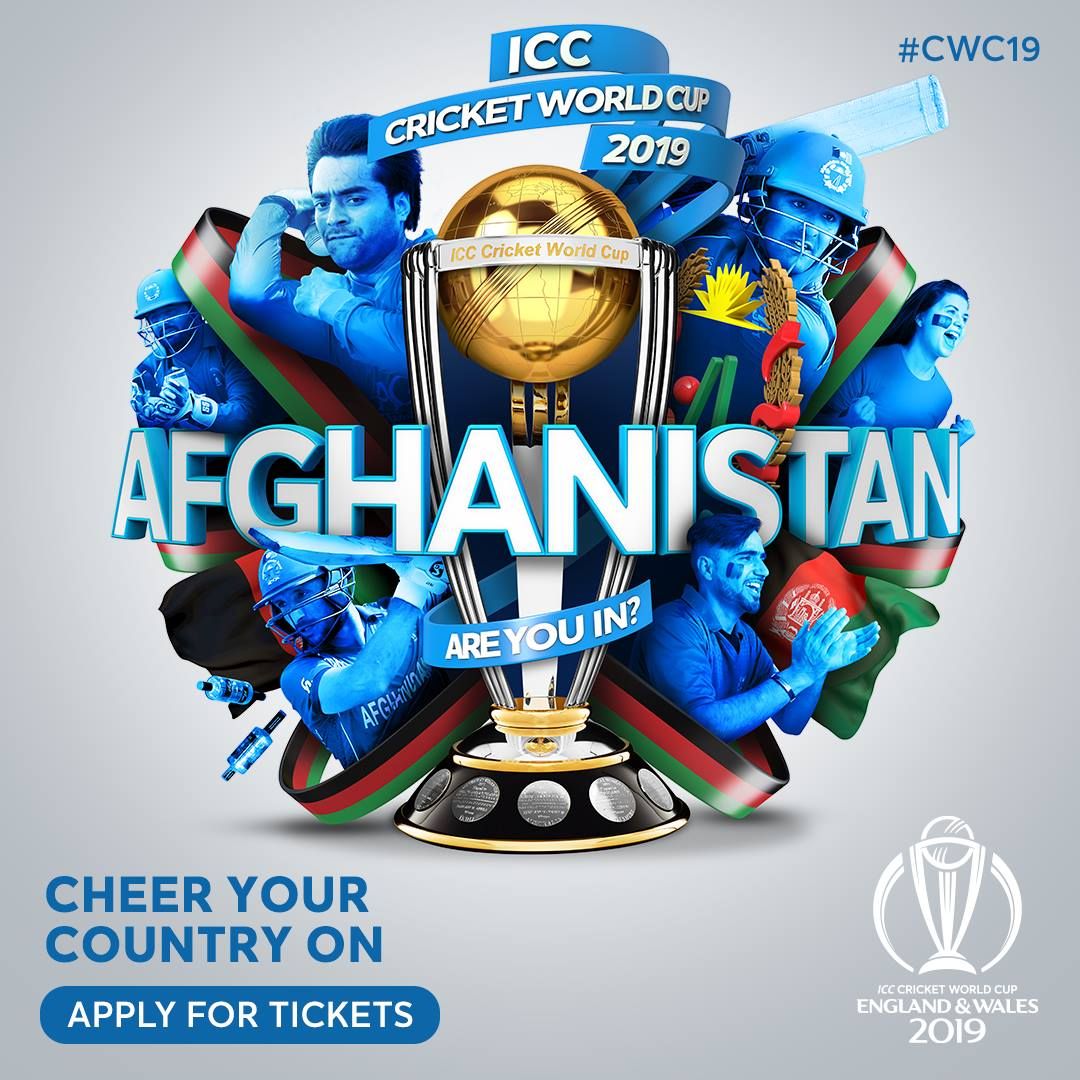 #CWC19
ICC
CRICKET WORLD CUP
2019
ICC Cricket World Cup
AFGHANISTAN
ARE YOU IN?
CHEER YOUR
COUNTRY ON
APPLY FOR TICKETS
ICC CRICKET WORLD CUP
ENGLAND & WALES
2019